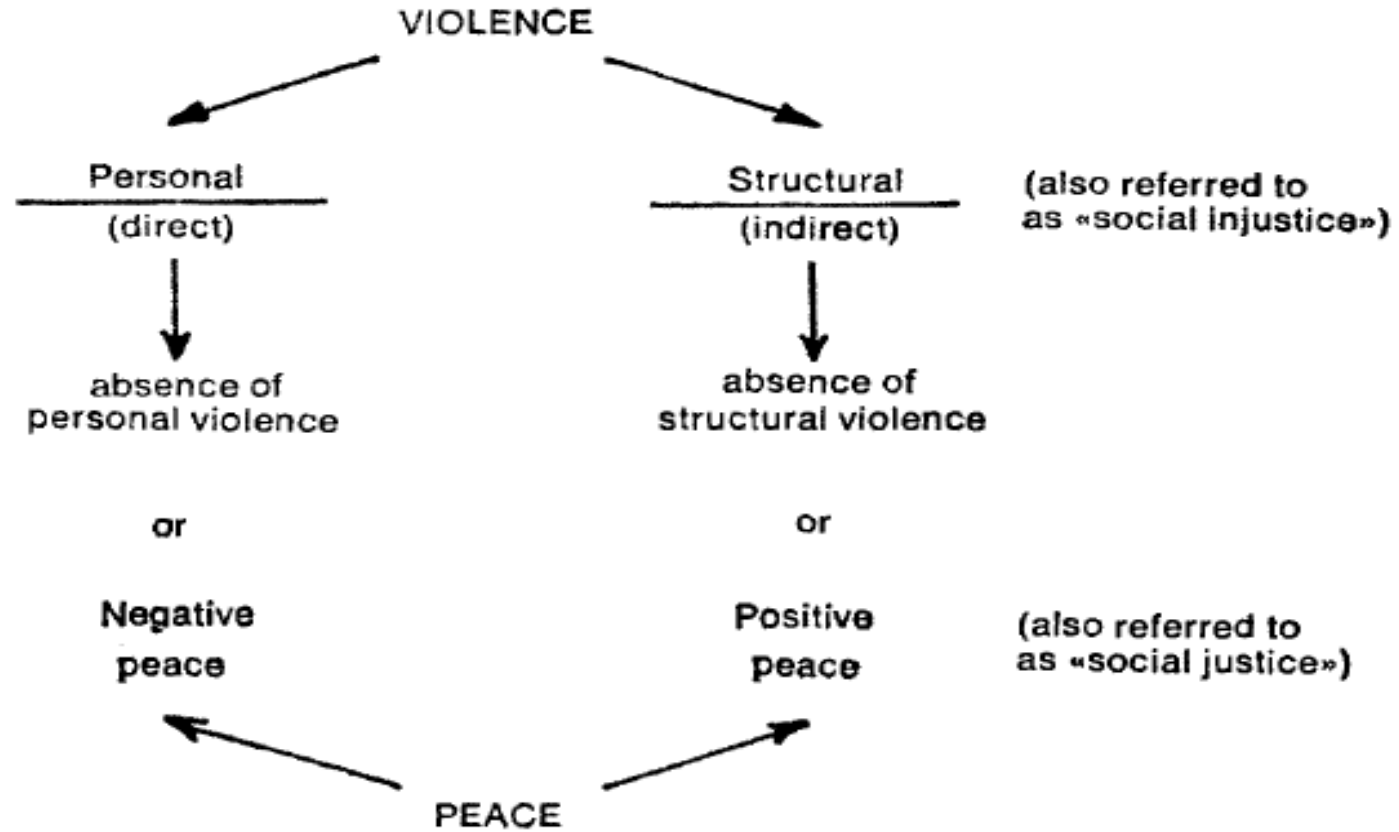 VIOLENCE
Personal
(direct)
Structural
(indirect)
(also referred to
as «social injustice»)
absence of
personal violence
absence of
structural violence
or
or
Negative
peace
Positive
peace
(also referred to
as «social justice»)
PEACE